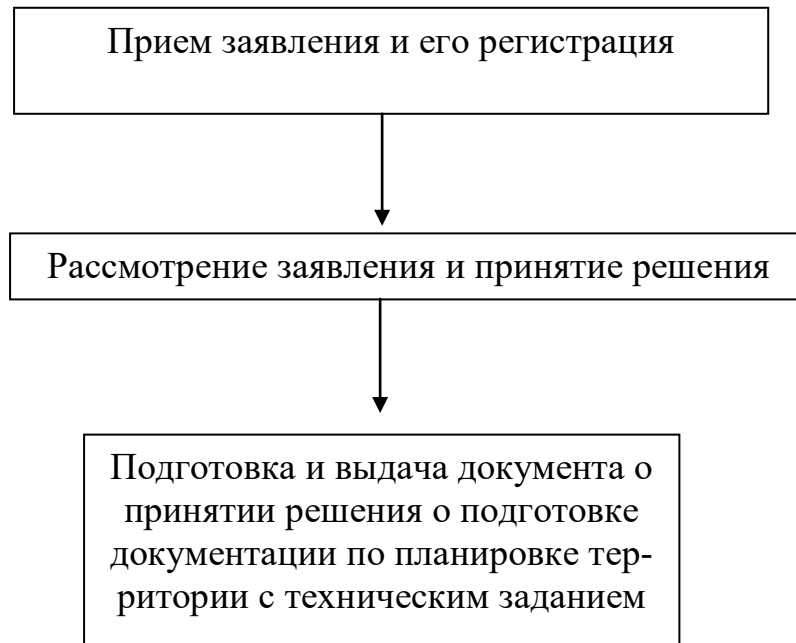 Прием заявления и его регистрация
Рассмотрение заявления и принятие решения
Подготовка и выдача документа о
принятии решения о подготовке
документации по планировке тер-
ритории с техническим заданием